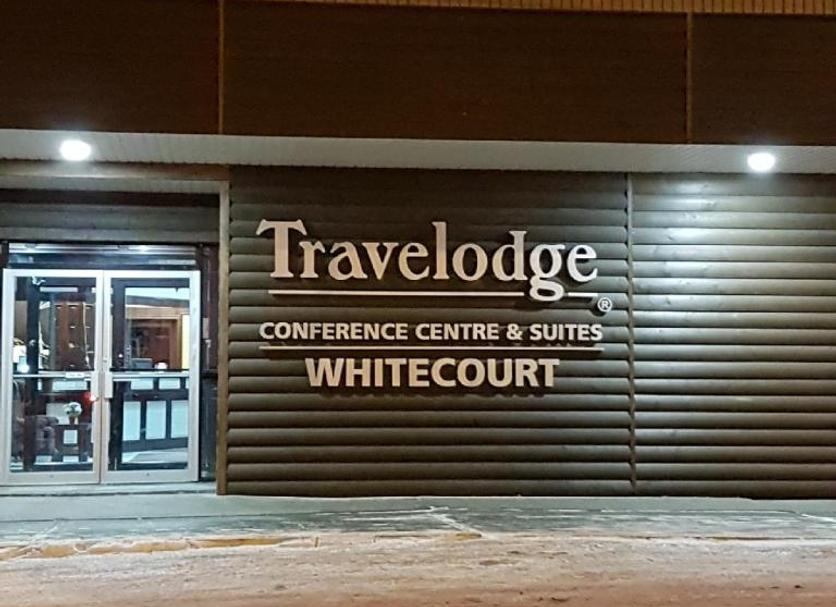 Travelodge®
CONFERENCE CENTRE & SUITES
WHITECOURT